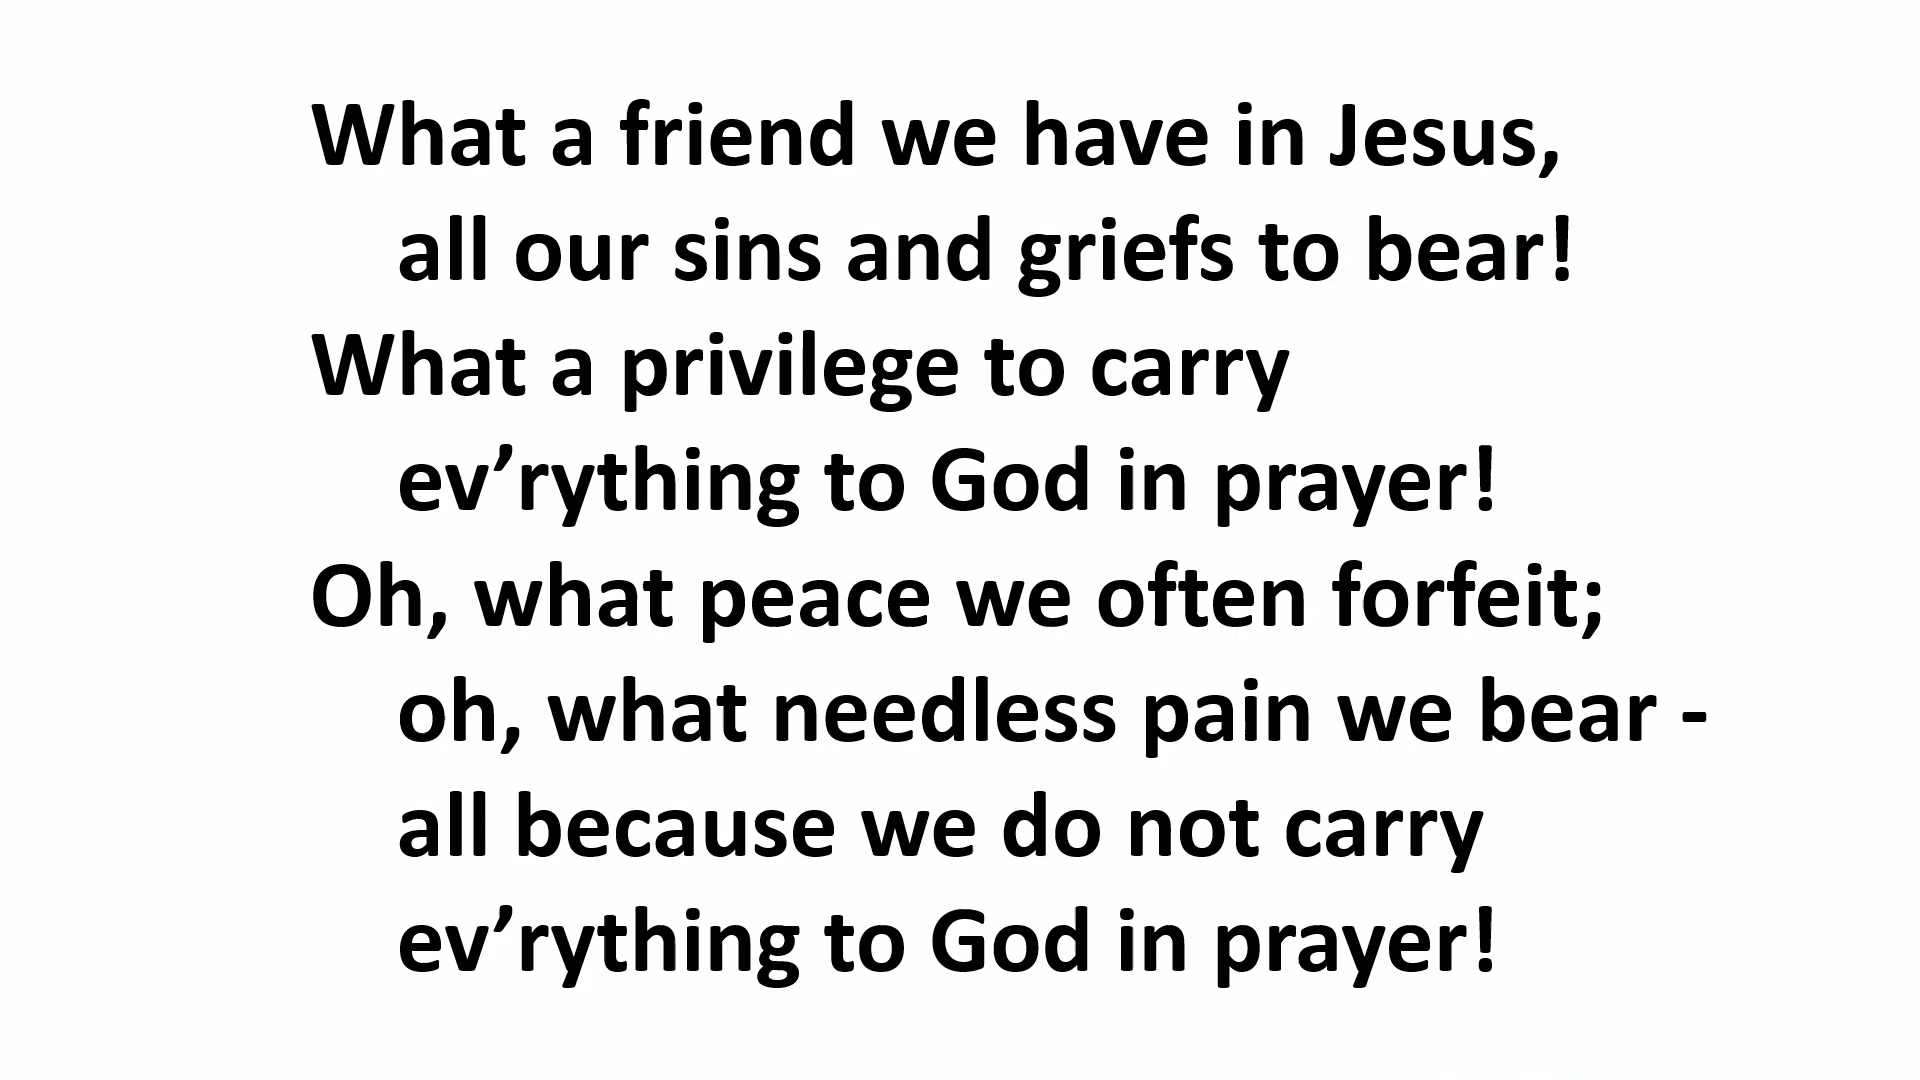 What a friend we have in Jesus,
all our sins and griefs to bear!
What a privilege to carry
ev’rything to God in prayer!
Oh, what peace we often forfeit;
oh, what needless pain we bear -
all because we do not carry
ev’rything to God in prayer!